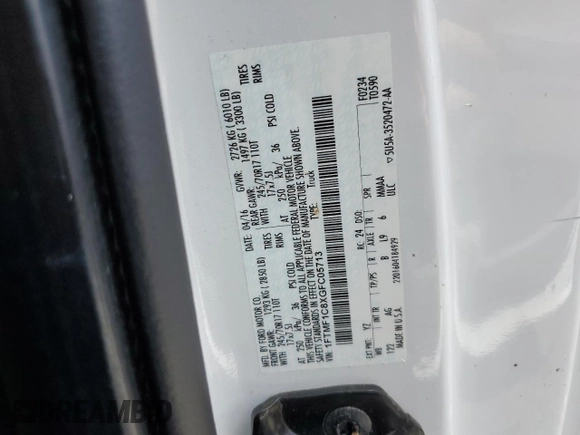 MFD. BY FORD MOTOR CO.
DATE: 04/16 GVWR: 2726 KG ( 6010 LB)
FRONT GAWR: 1293 KG ( 2850 LB) REAR GAWR: 1497 KG ( 3300 LB)
245/70R17 110T TIRES WITH 245/70R17 110T TIRES
17x7.5J RIMS WITH 17x7.5J RIMS
AT 250 kPa/ 36 PSI COLD AT 250 kPa/ 36 PSI COLD
THIS VEHICLE CONFORMS TO ALL APPLICABLE FEDERAL MOTOR VEHICLE
SAFETY STANDARDS IN EFFECT ON THE DATE OF MANUFACTURE SHOWN ABOVE.
VIN: 1FTMF1C8XGFC05713 TYPE: Truck
F0234
T0590
EXT PNT: YZ RC: 24 DSO:
WB TP/PS R AXLE TR SPR
122 AG B L9 6 MMAA
MADE IN U.S.A. 2201604184929 ULC
5U5A-3520472-AA